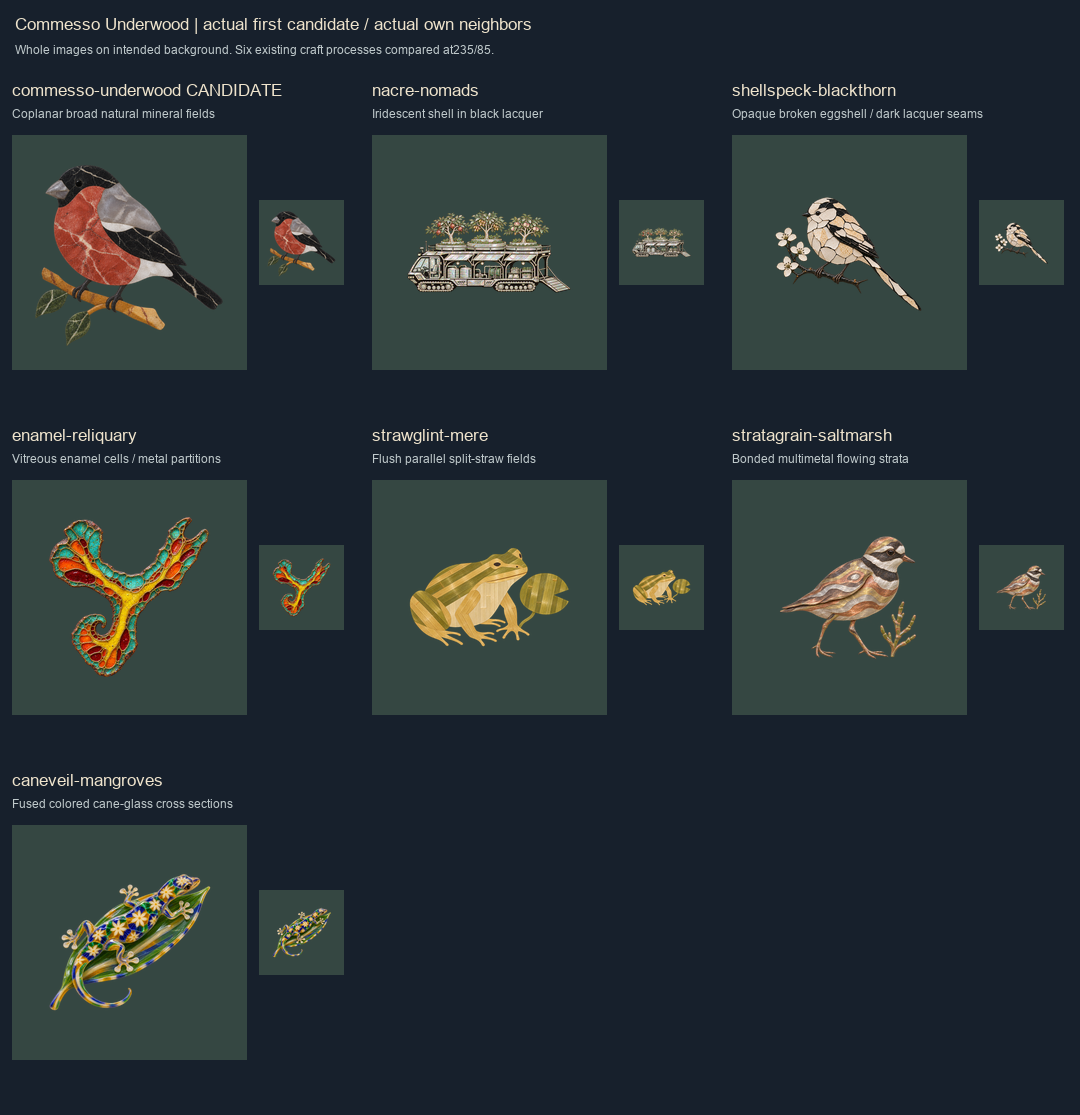 Commesso Underwood | actual first candidate / actual own neighbors
Whole images on intended background. Six existing craft processes compared at235/85.
commesso-underwood CANDIDATE
Coplanar broad natural mineral fields
nacre-nomads
Iridescent shell in black lacquer
shellspeck-blackthorn
Opaque broken eggshell / dark lacquer seams
enamel-reliquary
Vitreous enamel cells / metal partitions
strawglint-mere
Flush parallel split-straw fields
stratagrain-saltmarsh
Bonded multimetal flowing strata
caneveil-mangroves
Fused colored cane-glass cross sections